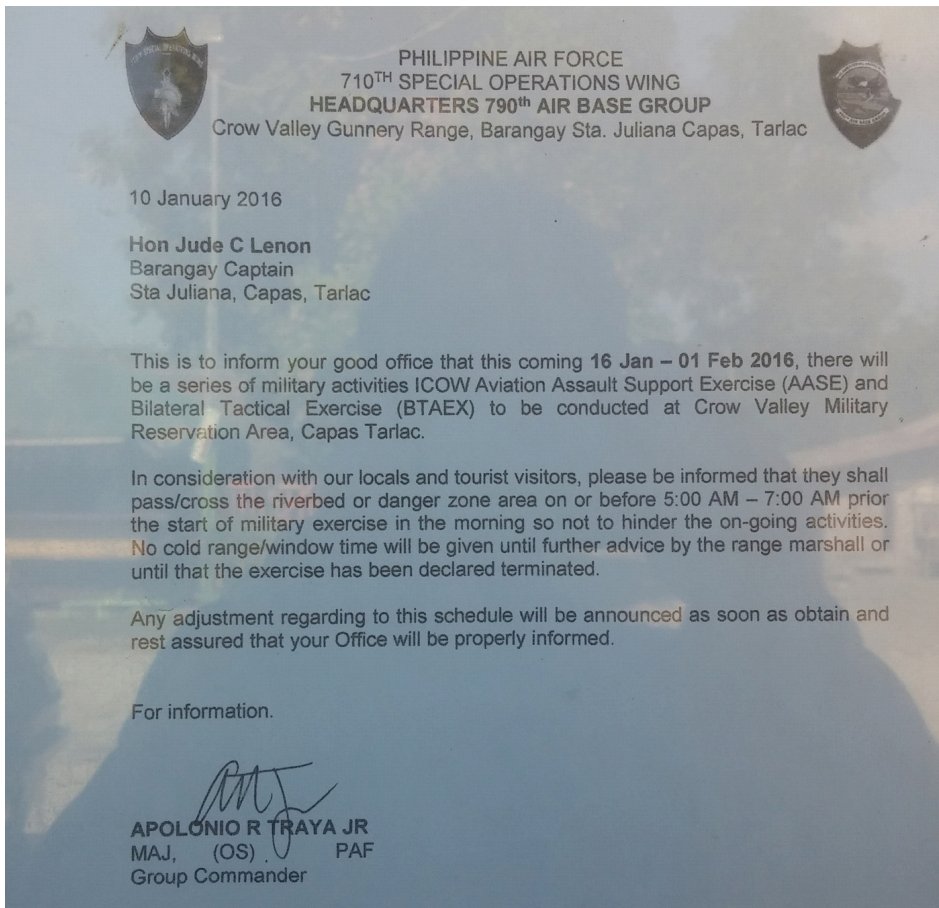 PHILIPPINE AIR FORCE
710TH SPECIAL OPERATIONS WING
HEADQUARTERS 790th AIR BASE GROUP
Crow Valley Gunnery Range, Barangay Sta. Juliana Capas, Tarlac
10 January 2016
Hon Jude C Lenon
Barangay Captain
Sta Juliana, Capas, Tarlac
This is to inform your good office that this coming 16 Jan – 01 Feb 2016, there will
be a series of military activities ICOW Aviation Assault Support Exercise (AASE) and
Bilateral Tactical Exercise (BTAEX) to be conducted at Crow Valley Military
Reservation Area, Capas Tarlac.
In consideration with our locals and tourist visitors, please be informed that they shall
pass/cross the riverbed or danger zone area on or before 5:00 AM – 7:00 AM prior
the start of military exercise in the morning so not to hinder the on-going activities.
No cold range/window time will be given until further advice by the range marshall or
until that the exercise has been declared terminated.
Any adjustment regarding to this schedule will be announced as soon as obtain and
rest assured that your Office will be properly informed.
For information.
APOLONIO R TRAYA JR
MAJ, (OS) PAF
Group Commander